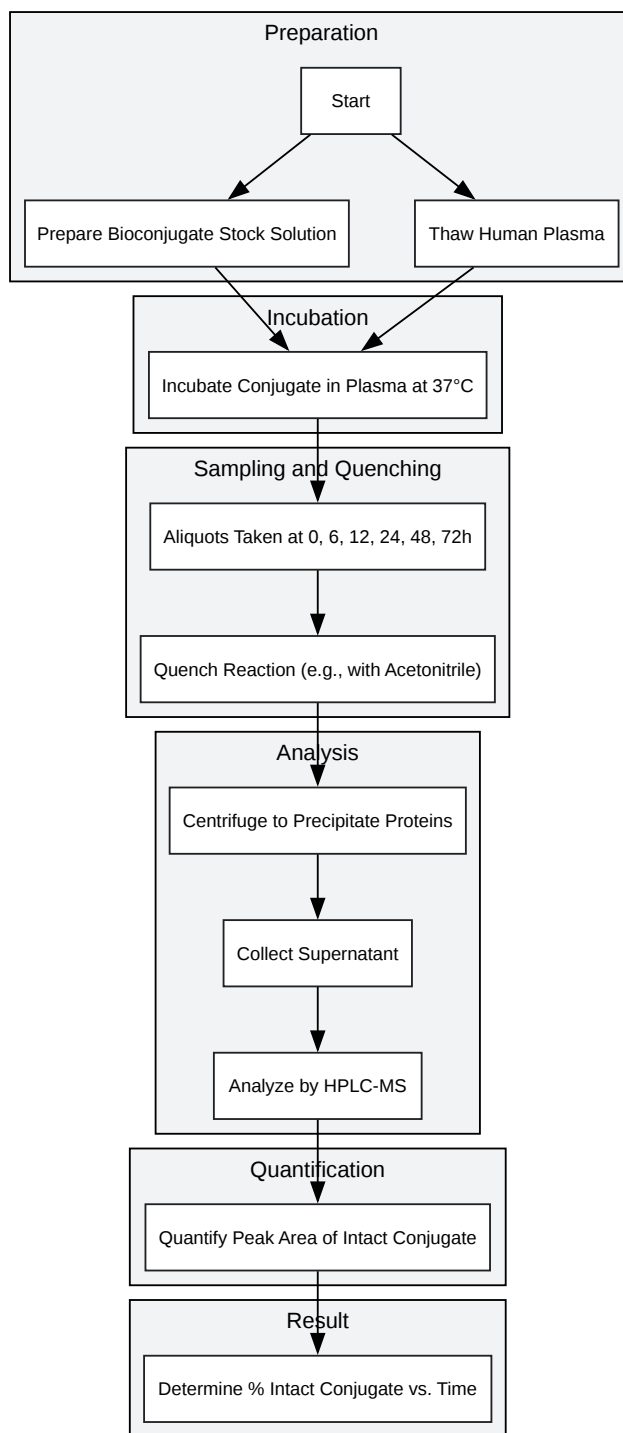 Preparation
Start
Prepare Bioconjugate Stock Solution
Thaw Human Plasma
Incubation
Incubate Conjugate in Plasma at 37°C
Sampling and Quenching
Aliquots Taken at 0, 6, 12, 24, 48, 72h
Quench Reaction (e.g., with Acetonitrile)
Analysis
Centrifuge to Precipitate Proteins
Collect Supernatant
Analyze by HPLC-MS
Quantification
Quantify Peak Area of Intact Conjugate
Result
Determine % Intact Conjugate vs. Time